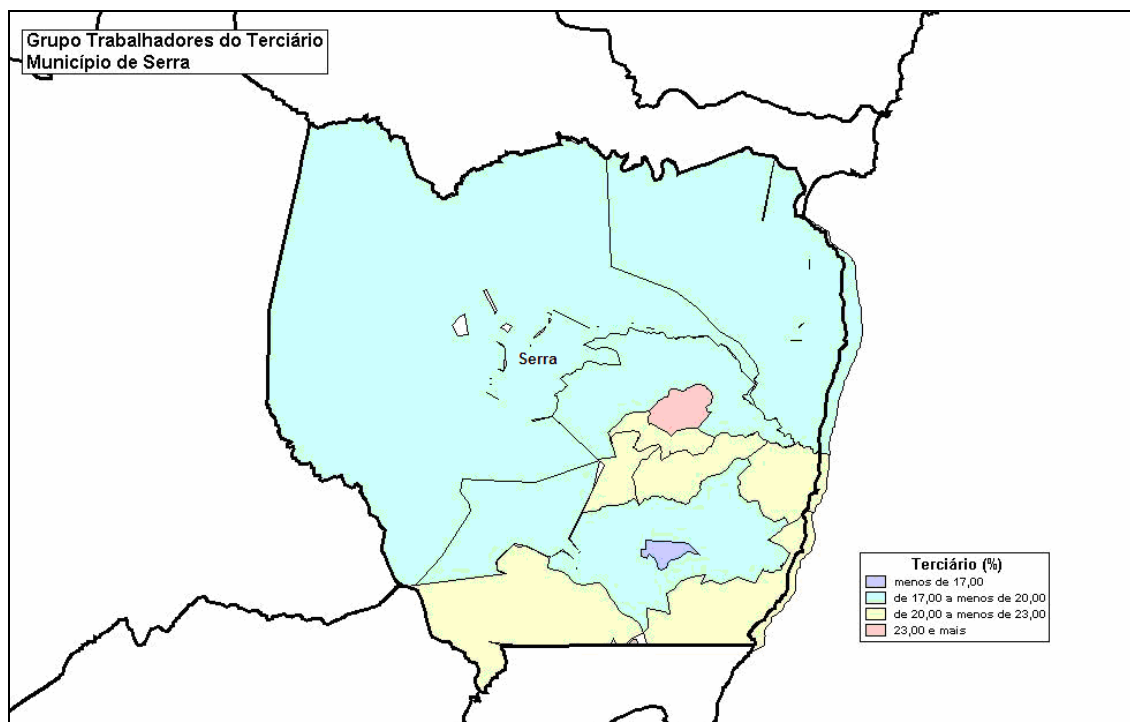 Grupo Trabalhadores do Terciário
Município de Serra
Serra
Terciário (%)
menos de 17,00
de 17,00 a menos de 20,00
de 20,00 a menos de 23,00
23,00 e mais